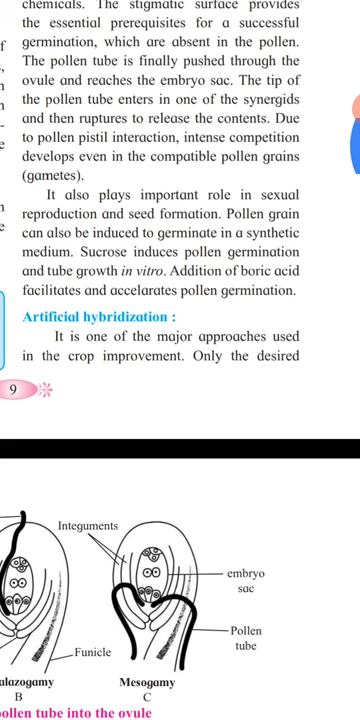 chemicals. The stigmatic surface provides
the essential prerequisites for a successful
germination, which are absent in the pollen.
The pollen tube is finally pushed through the
ovule and reaches the embryo sac. The tip of
the pollen tube enters in one of the synergids
and then ruptures to release the contents. Due
to pollen pistil interaction, intense competition
develops even in the compatible pollen grains
(gametes).
It also plays important role in sexual
reproduction and seed formation. Pollen grain
can also be induced to germinate in a synthetic
medium. Sucrose induces pollen germination
and tube growth in vitro. Addition of boric acid
facilitates and accelarates pollen germination.
Artificial hybridization :
It is one of the major approaches used
in the crop improvement. Only the desired
9
Integuments
embryo
sac
Pollen
tube
Funicle
alazogamy
B
Mesogamy
C
pollen tube into the ovule